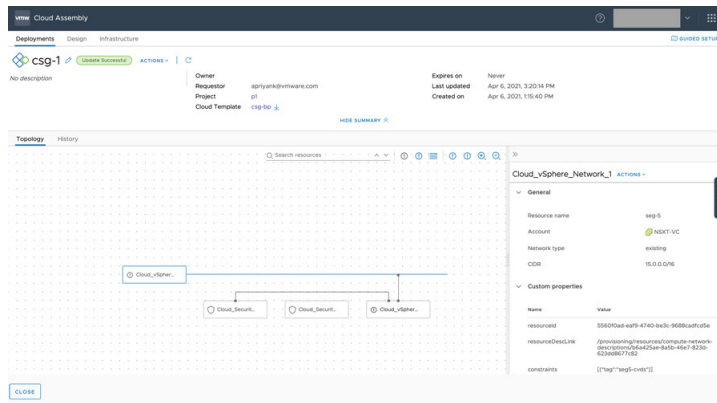 vmw Cloud Assembly
Deployments Design Infrastructure
GUIDED SETUP
csg-1 Update Successful ACTIONS
No description
Owner
Requestor apriyank@vmware.com
Project p1
Cloud Template csg-bp
Expires on Never
Last updated Apr 6, 2021, 3:20:14 PM
Created on Apr 6, 2021, 1:15:40 PM
HIDE SUMMARY
Topology History
Search resources
Cloud_vSpher...
Cloud_Securit...
Cloud_Securit...
Cloud_vSpher...
Cloud_vSphere_Network_1 ACTIONS
General
Resource name seg-5
Account NSXT-VC
Network type existing
CIDR 15.0.0.0/16
Custom properties
Name Value
resourceId 5560f0ad-eaf9-4740-be3c-9688cadfcd5e
resourceDescLink /provisioning/resources/compute-network-
descriptions/b6a425ae-8a5b-46e7-823d-
623dd8677c82
constraints [{"tag":"seg5-cvds"}]
CLOSE